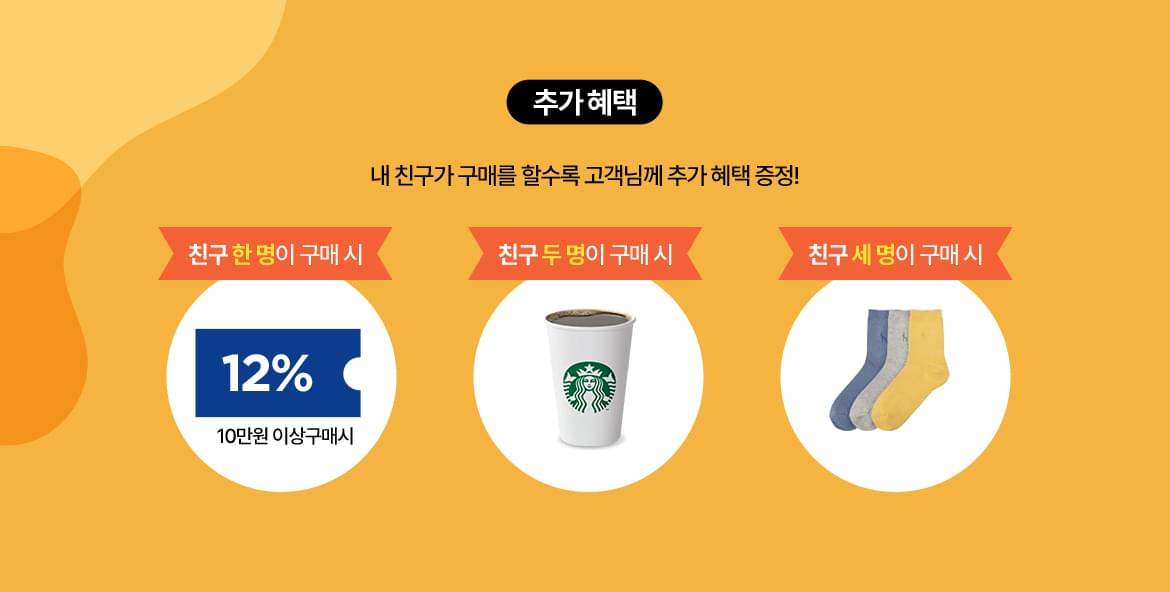 추가 혜택
내 친구가 구매를 할수록 고객님께 추가 혜택 증정!
친구 한 명이 구매 시
친구 두 명이 구매 시
친구 세 명이 구매 시
12%
10만원 이상구매시